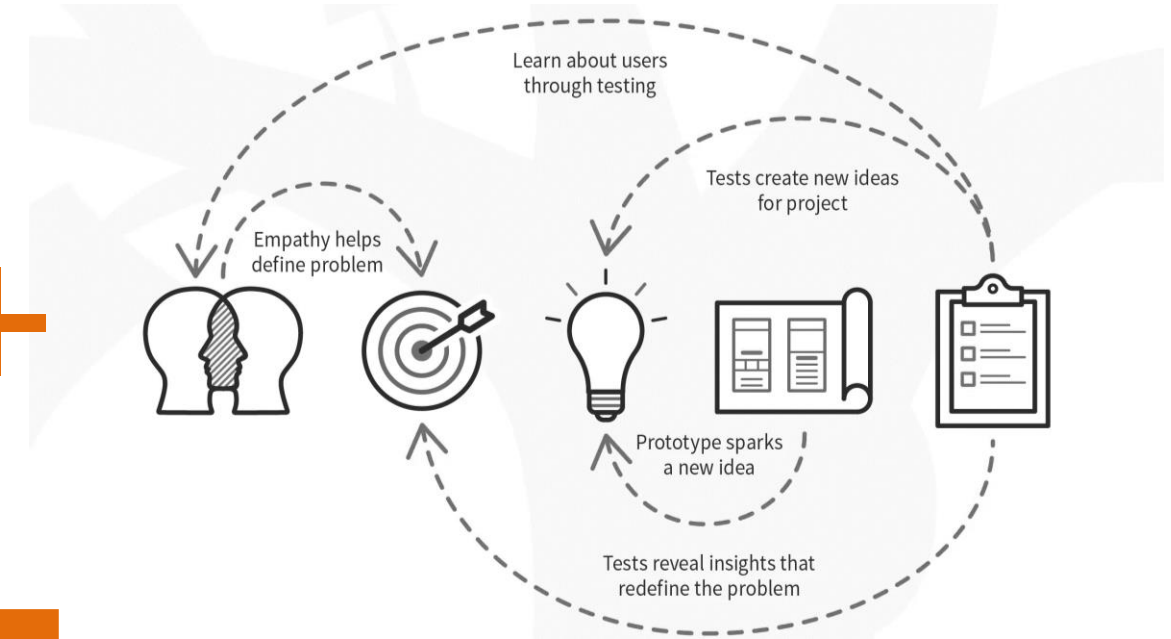 Learn about users
through testing
Tests create new ideas
for project
Empathy helps
define problem
Prototype sparks
a new idea
Tests reveal insights that
redefine the problem